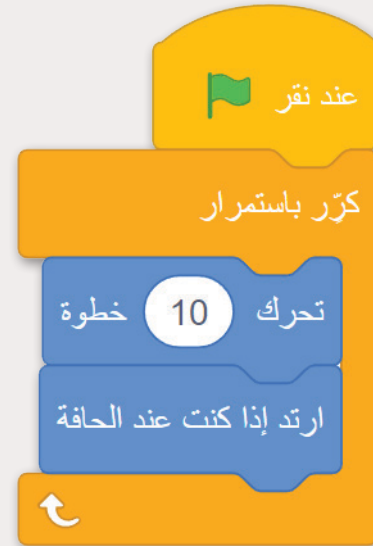 عند نقر
كرّر باستمرار
تحرك 10 خطوة
ارتد إذا كنت عند الحافة